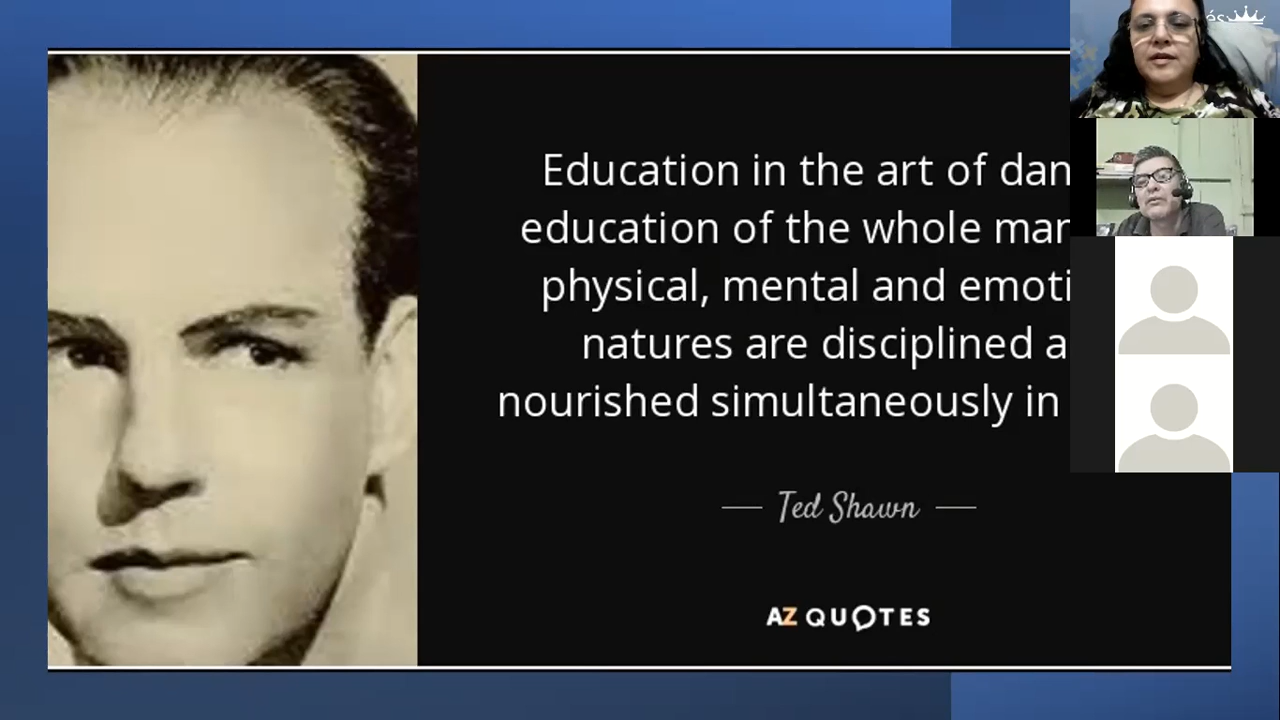 Education in the art of dan
education of the whole mar
physical, mental and emoti
natures are disciplined a
nourished simultaneously in
Ted Shawn
AZ QUOTES